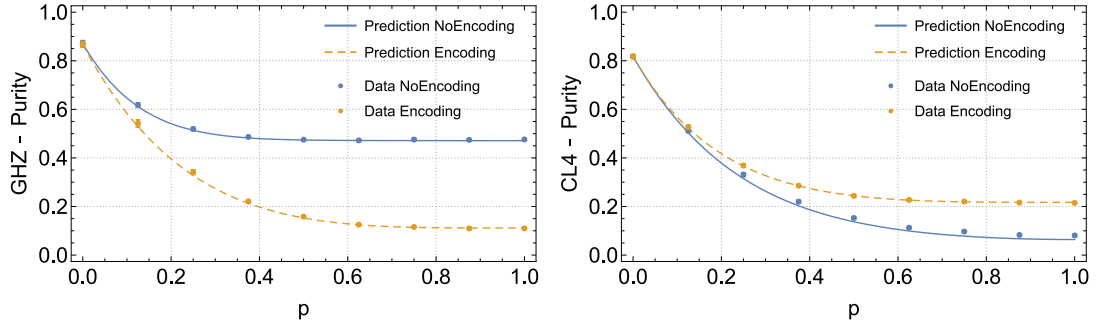 GHZ - Purity
1.0
0.8
0.6
0.4
0.2
0.0
Prediction NoEncoding
Prediction Encoding
Data NoEncoding
Data Encoding
0.0 0.2 0.4 0.6 0.8 1.0
p
CL4 - Purity
1.0
0.8
0.6
0.4
0.2
0.0
Prediction NoEncoding
Prediction Encoding
Data NoEncoding
Data Encoding
0.0 0.2 0.4 0.6 0.8 1.0
p